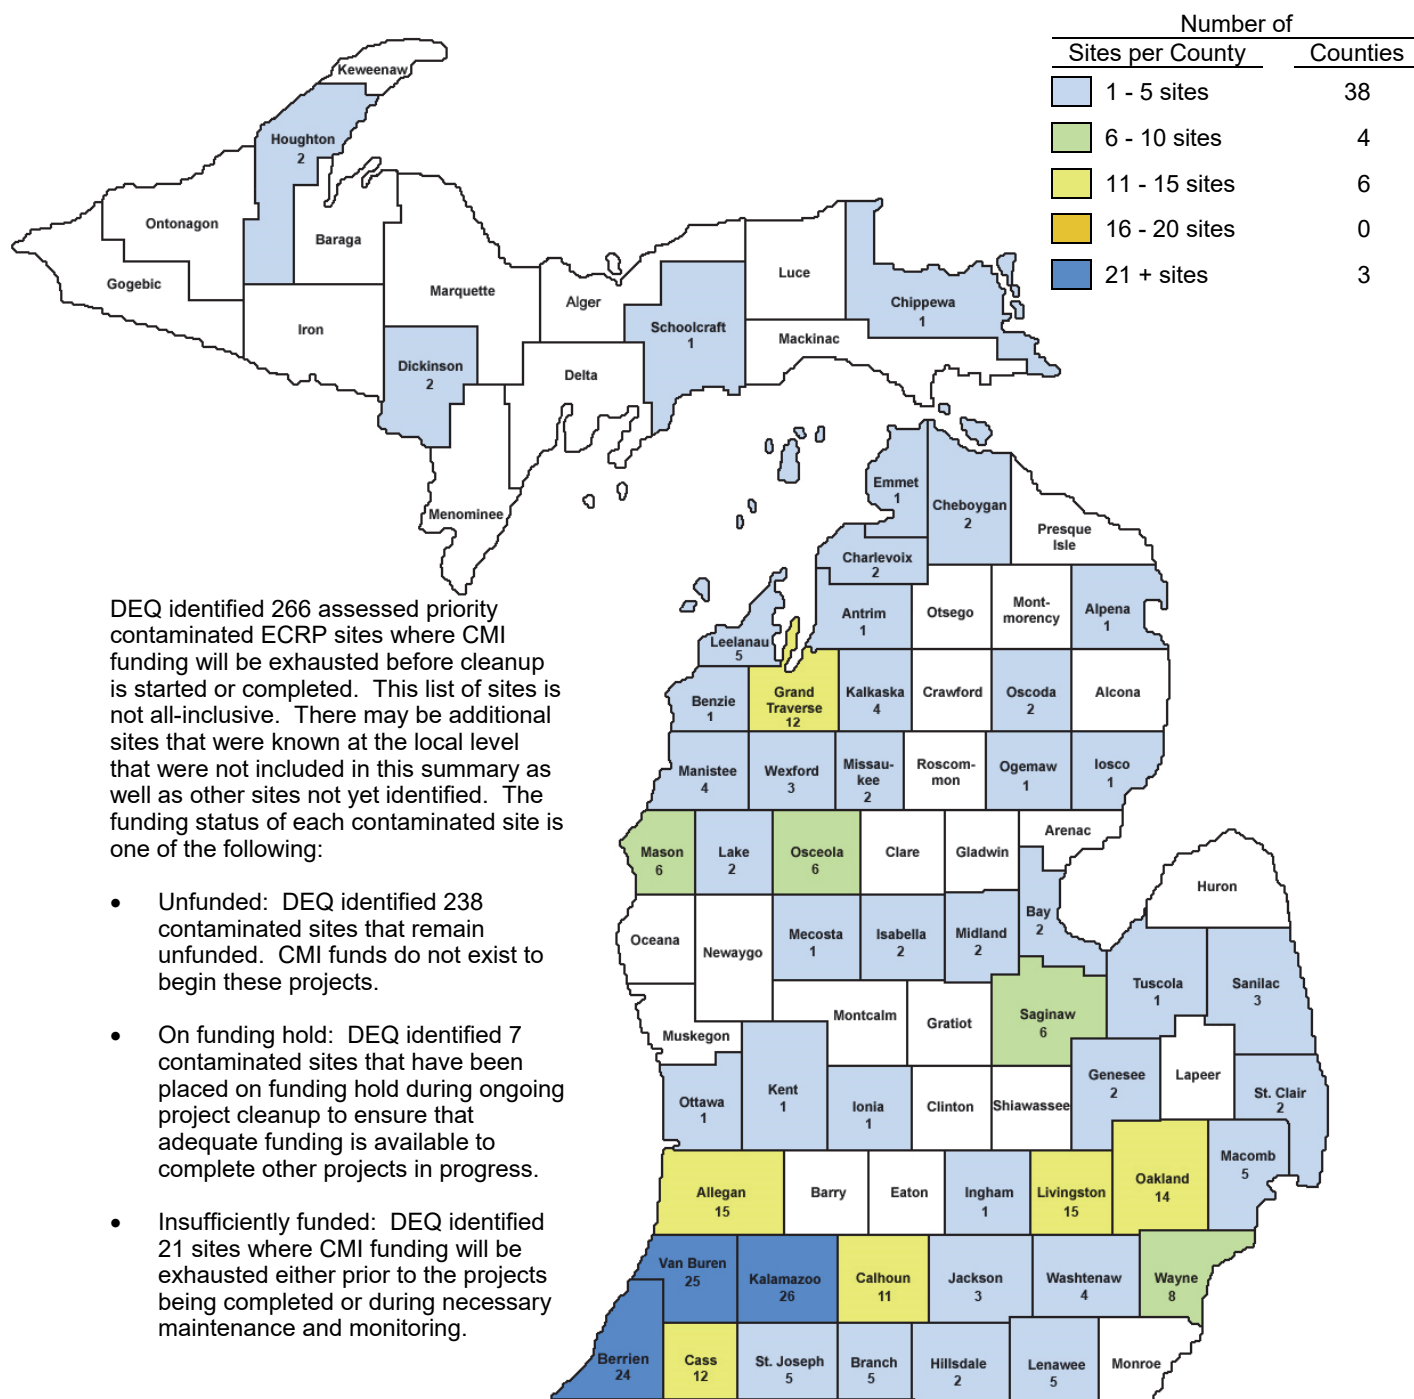 Number of
Sites per County Counties
1 - 5 sites 38
6 - 10 sites 4
11 - 15 sites 6
16 - 20 sites 0
21 + sites 3
Keweenaw
Houghton
2
Ontonagon
Baraga
Gogebic
Iron
Marquette
Alger
Luce
Chippewa
1
Schoolcraft
1
Mackinac
Dickinson
2
Delta
Menominee
Emmet
1
Cheboygan
2
Presque
Isle
Charlevoix
2
Antrim
1
Otsego
Mont-
morency
Alpena
1
Leelanau
5
Benzie
1
Grand
Traverse
12
Kalkaska
4
Crawford
Oscoda
2
Alcona
Manistee
4
Wexford
3
Missau-
kee
2
Roscom-
mon
Ogemaw
1
Iosco
1
Mason
6
Lake
2
Osceola
6
Clare
Gladwin
Arenac
Huron
Oceana
Newaygo
Mecosta
1
Isabella
2
Midland
2
Bay
2
Tuscola
1
Sanilac
3
Muskegon
Montcalm
Gratiot
Saginaw
6
Ottawa
1
Kent
1
Ionia
1
Clinton
Shiawassee
Genesee
2
Lapeer
St. Clair
2
Allegan
15
Barry
Eaton
Ingham
1
Livingston
15
Oakland
14
Macomb
5
Van Buren
25
Kalamazoo
26
Calhoun
11
Jackson
3
Washtenaw
4
Wayne
8
Berrien
24
Cass
12
St. Joseph
5
Branch
5
Hillsdale
2
Lenawee
5
Monroe
DEQ identified 266 assessed priority
contaminated ECRP sites where CMI
funding will be exhausted before cleanup
is started or completed. This list of sites is
not all-inclusive. There may be additional
sites that were known at the local level
that were not included in this summary as
well as other sites not yet identified. The
funding status of each contaminated site is
one of the following:
• Unfunded: DEQ identified 238
contaminated sites that remain
unfunded. CMI funds do not exist to
begin these projects.
• On funding hold: DEQ identified 7
contaminated sites that have been
placed on funding hold during ongoing
project cleanup to ensure that
adequate funding is available to
complete other projects in progress.
• Insufficiently funded: DEQ identified
21 sites where CMI funding will be
exhausted either prior to the projects
being completed or during necessary
maintenance and monitoring.